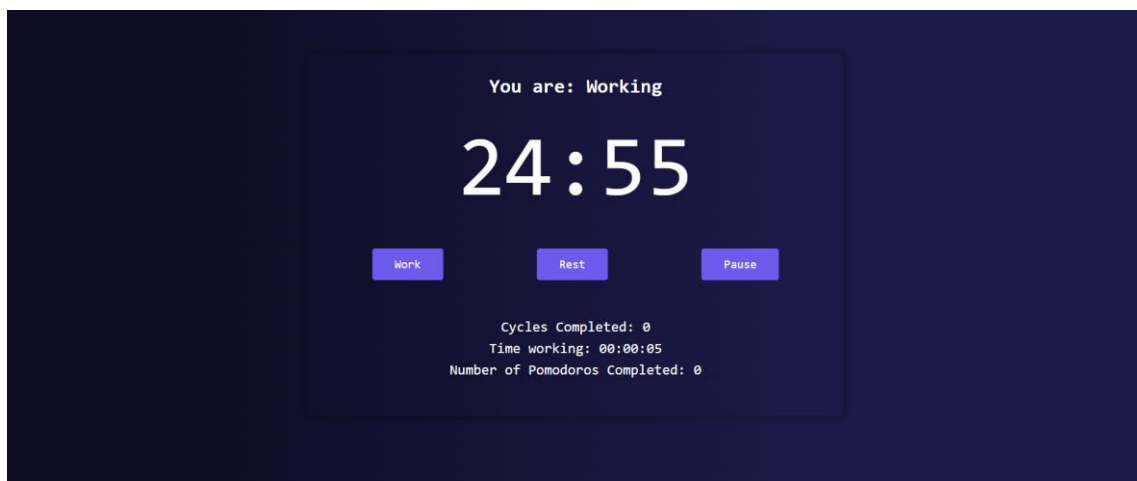 You are: Working
24:55
Work Rest Pause
Cycles Completed: 0
Time working: 00:00:05
Number of Pomodoros Completed: 0